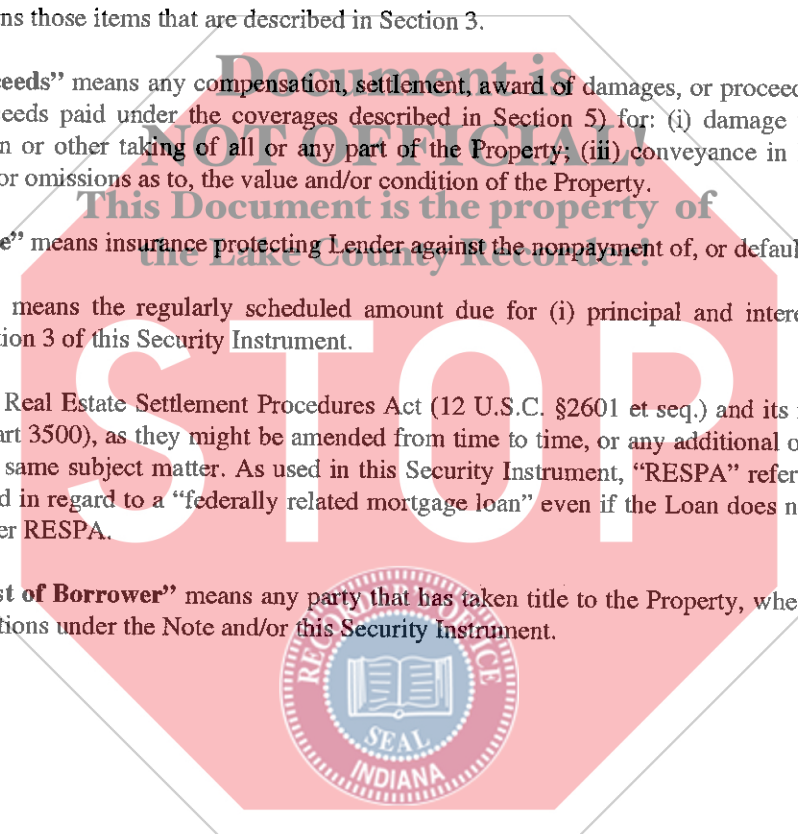 ns those items that are described in Section 3.
Document is
eeds” means any compensation, settlement, award of damages, or proceed
eeds paid under the coverages described in Section 5) for: (i) damage
NOT OFFICIAL!
n or other taking of all or any part of the Property; (iii) conveyance in
or omissions as to, the value and/or condition of the Property.
This Document is the property of
e” means insurance protecting Lender against the nonpayment of, or defaul
the Lake County Recorder!
means the regularly scheduled amount due for (i) principal and intere
tion 3 of this Security Instrument.
STOP
Real Estate Settlement Procedures Act (12 U.S.C. §2601 et seq.) and its
art 3500), as they might be amended from time to time, or any additional o
same subject matter. As used in this Security Instrument, “RESPA” refer
d in regard to a “federally related mortgage loan” even if the Loan does n
er RESPA.
st of Borrower” means any party that has taken title to the Property, whe
tions under the Note and/or this Security Instrument.
RECORDER'S OFFICE
SEAL
INDIANA